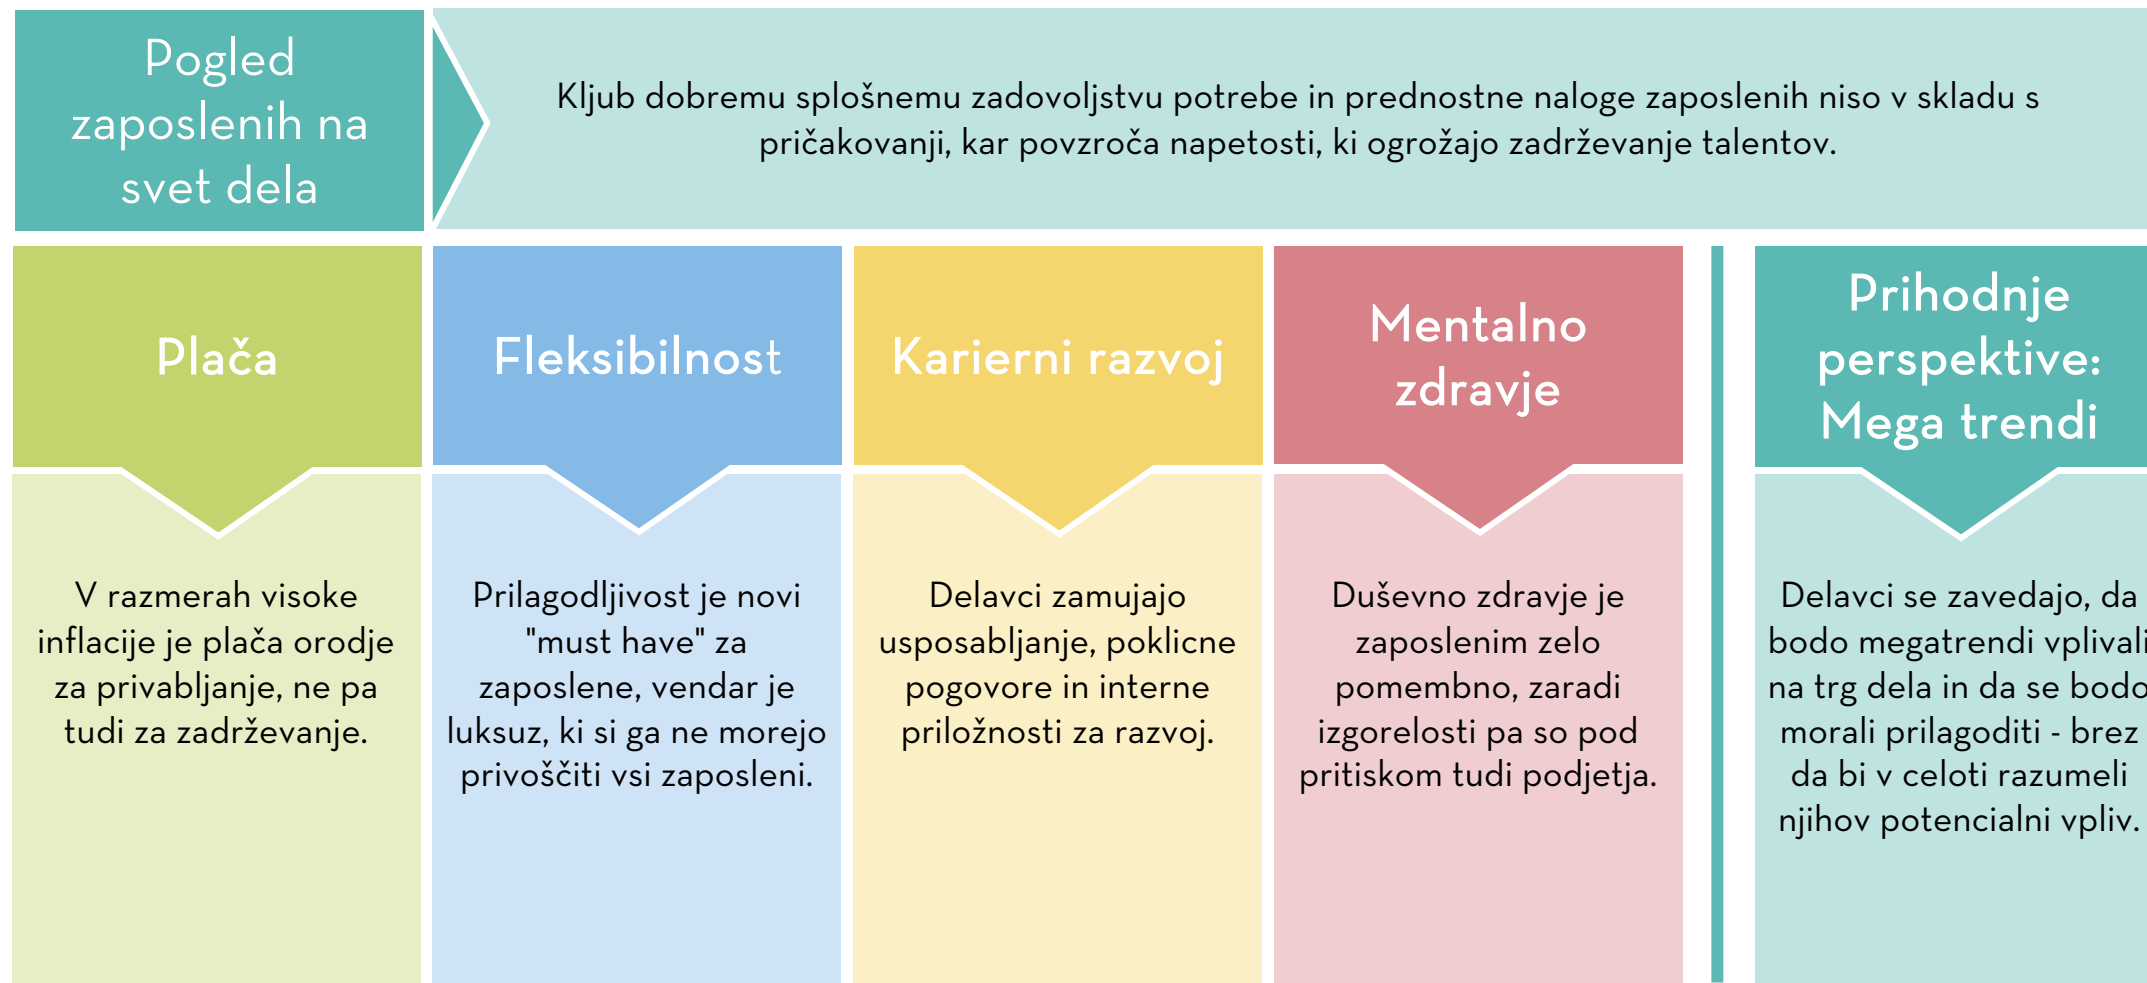 Pogled
zaposlenih na
svet dela
Kljub dobremu splošnemu zadovoljstvu potrebe in prednostne naloge zaposlenih niso v skladu s
pričakovanji, kar povzroča napetosti, ki ogrožajo zadrževanje talentov.
Plača
V razmerah visoke
inflacije je plača orodje
za privabljanje, ne pa
tudi za zadrževanje.
Fleksibilnost
Prilagodljivost je novi
"must have" za
zaposlene, vendar je
luksuz, ki si ga ne morejo
privoščiti vsi zaposleni.
Karierni razvoj
Delavci zamujajo
usposabljanje, poklicne
pogovore in interne
priložnosti za razvoj.
Mentalno
zdravje
Duševno zdravje je
zaposlenim zelo
pomembno, zaradi
izgorelosti pa so pod
pritiskom tudi podjetja.
Prihodnje
perspektive:
Mega trendi
Delavci se zavedajo, da
bodo megatrendi vplivali
na trg dela in da se bodo
morali prilagoditi - brez
da bi v celoti razumeli
njihov potencialni vpliv.